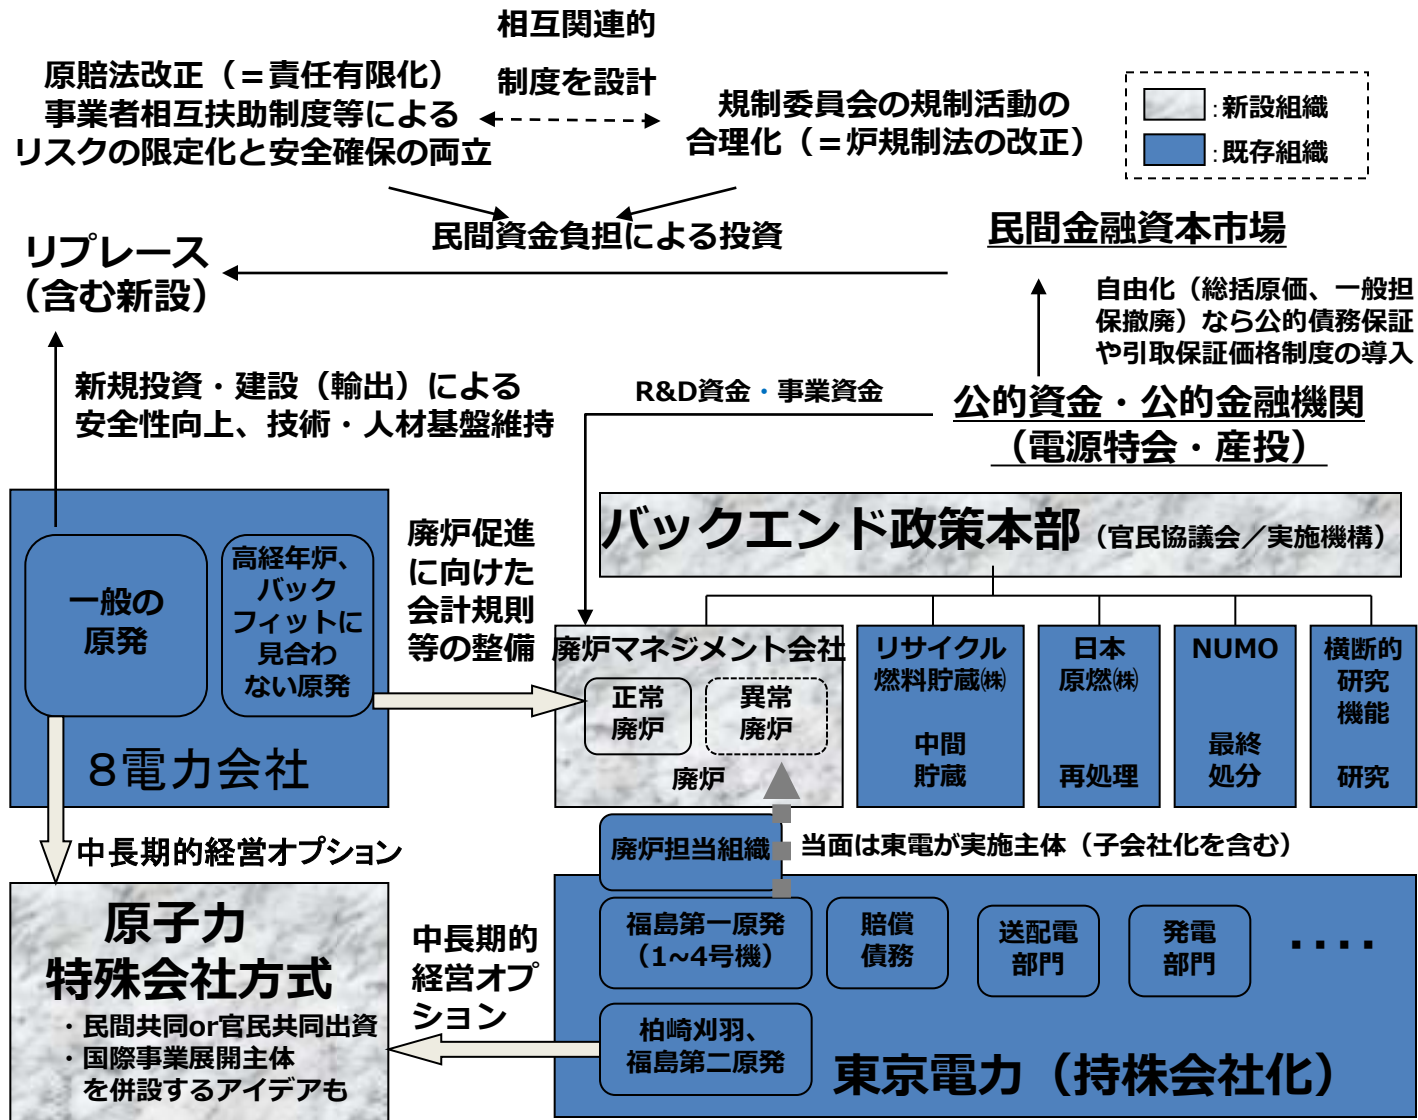 相互関連的
制度を設計
原賠法改正（＝責任有限化）
事業者相互扶助制度等による
リスクの限定化と安全確保の両立
規制委員会の規制活動の
合理化（＝炉規制法の改正）
：新設組織
：既存組織
民間資金負担による投資
民間金融資本市場
リプレース
（含む新設）
自由化（総括原価、一般担
保撤廃）なら公的債務保証
や引取保証価格制度の導入
新規投資・建設（輸出）による
安全性向上、技術・人材基盤維持
R&D資金・事業資金
公的資金・公的金融機関
（電源特会・産投）
バックエンド政策本部（官民協議会／実施機構）
一般の
原発
高経年炉、
バック
フィットに
見合わ
ない原発
８電力会社
廃炉促進
に向けた
会計規則
等の整備
廃炉マネジメント会社
正常
廃炉
異常
廃炉
廃炉
リサイクル
燃料貯蔵㈱
中間
貯蔵
日本
原燃㈱
再処理
NUMO
最終
処分
横断的
研究
機能
研究
中長期的経営オプション
廃炉担当組織
当面は東電が実施主体（子会社化を含む）
原子力
特殊会社方式
・民間共同or官民共同出資
・国際事業展開主体
を併設するアイデアも
中長期的
経営オプ
ション
福島第一原発
（1~4号機）
賠償
債務
送配電
部門
発電
部門
・・・・
柏崎刈羽、
福島第二原発
東京電力（持株会社化）